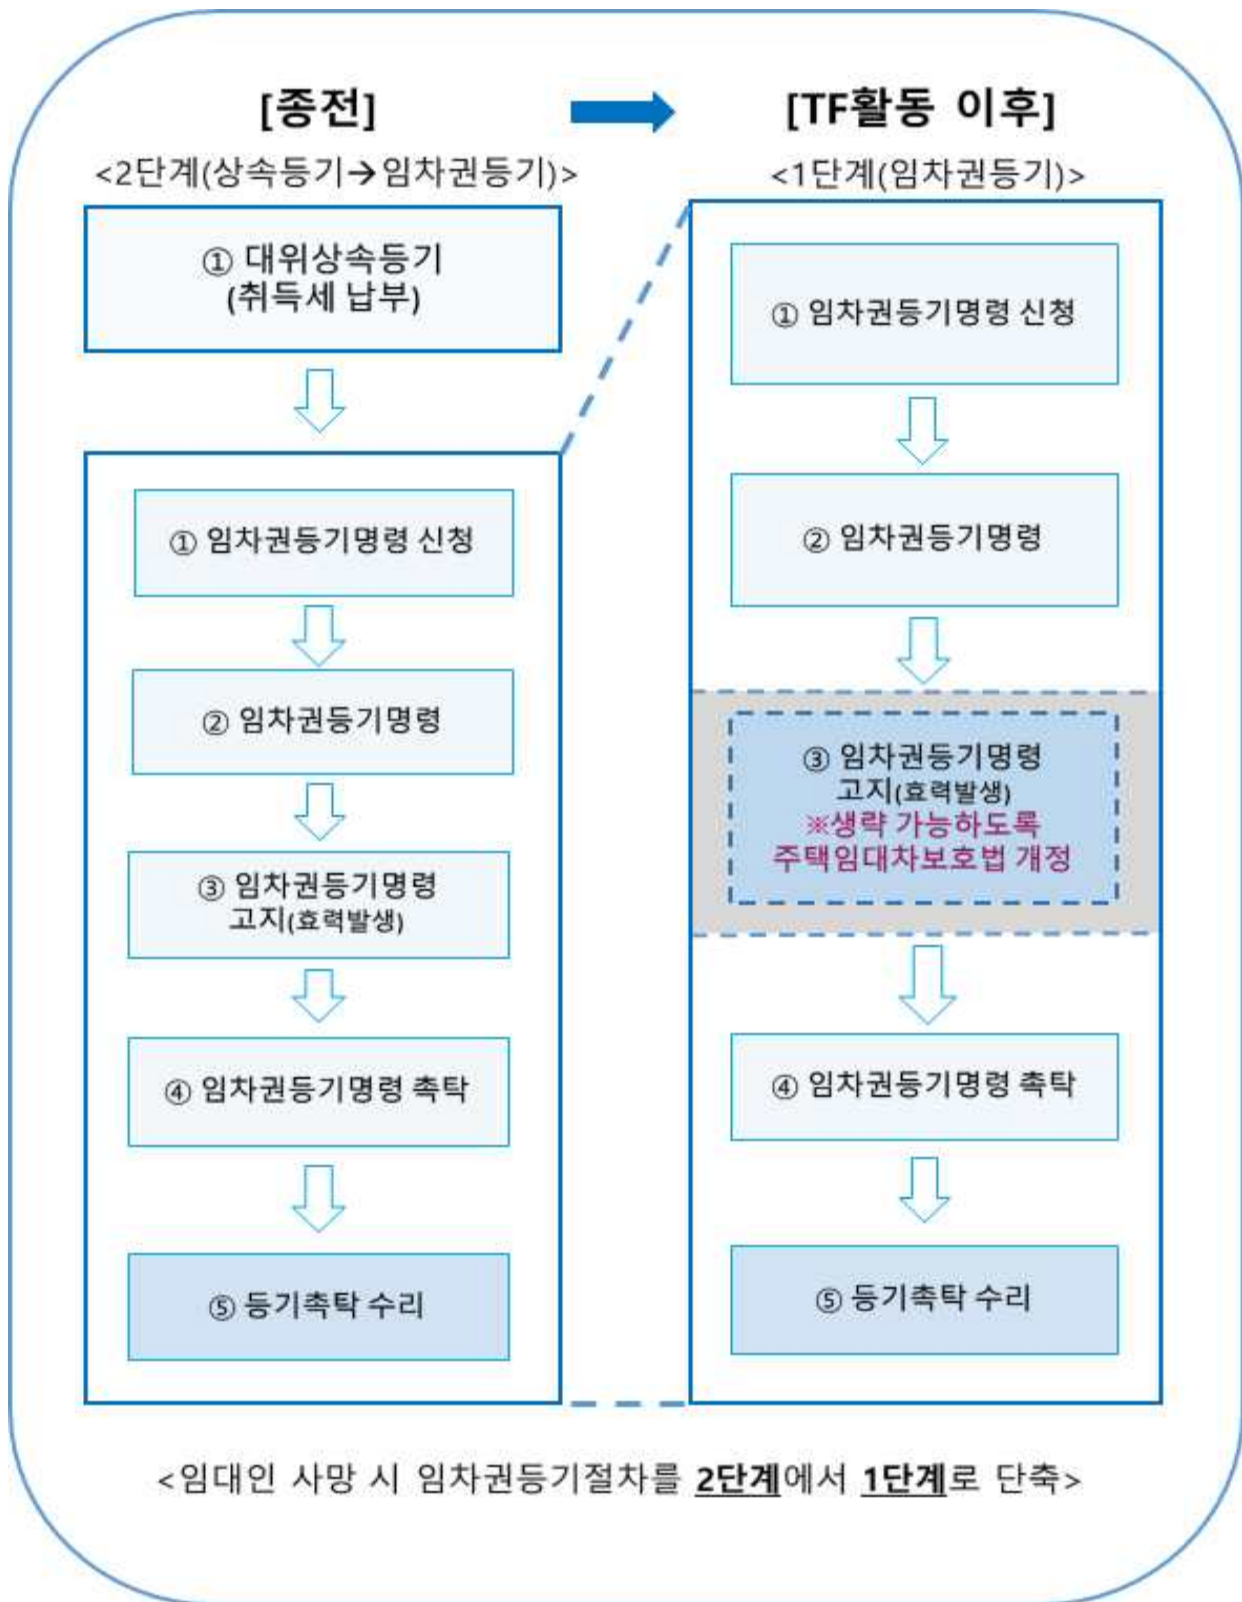 [종전]
<2단계(상속등기→임차권등기)>
① 대위상속등기
(취득세 납부)
① 임차권등기명령 신청
② 임차권등기명령
③ 임차권등기명령
고지(효력발생)
④ 임차권등기명령 촉탁
⑤ 등기촉탁 수리
[TF활동 이후]
<1단계(임차권등기)>
① 임차권등기명령 신청
② 임차권등기명령
③ 임차권등기명령
고지(효력발생)
※생략 가능하도록
주택임대차보호법 개정
④ 임차권등기명령 촉탁
⑤ 등기촉탁 수리
<임대인 사망 시 임차권등기절차를 2단계에서 1단계로 단축>